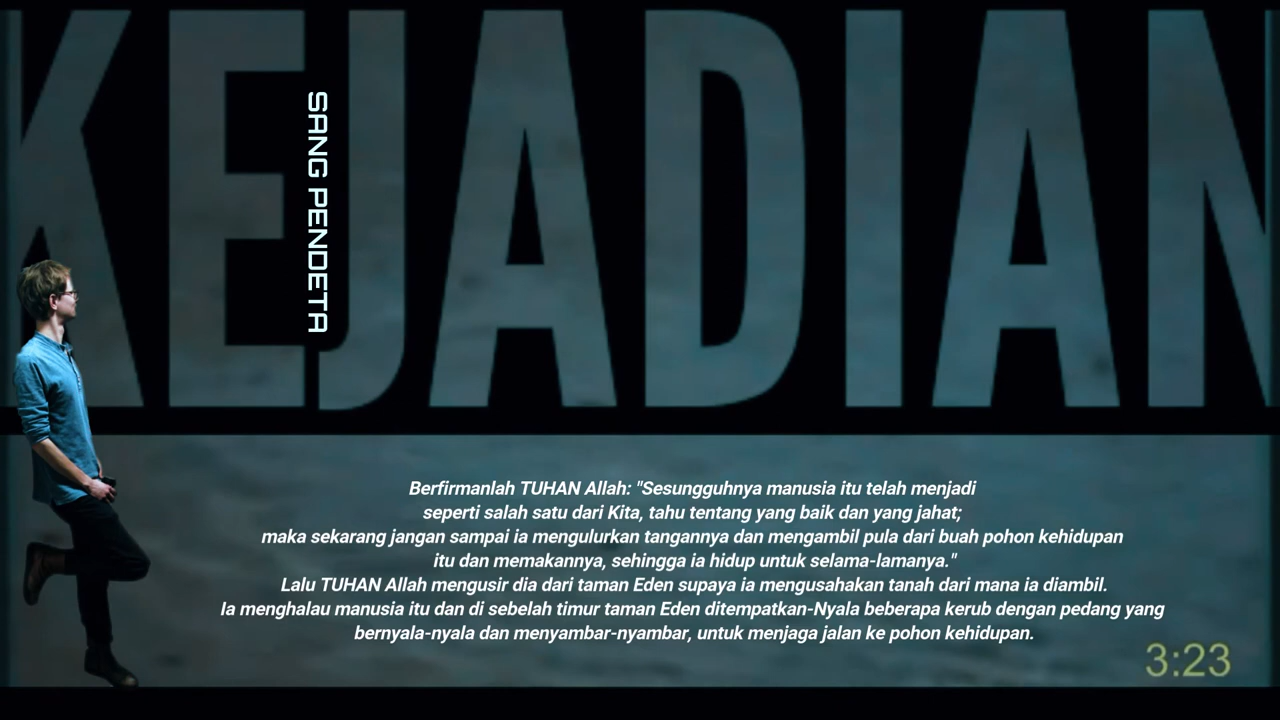 KEJADIAN
SANG PENDETA
Berfirmanlah TUHAN Allah: "Sesungguhnya manusia itu telah menjadi
seperti salah satu dari Kita, tahu tentang yang baik dan yang jahat;
maka sekarang jangan sampai ia mengulurkan tangannya dan mengambil pula dari buah pohon kehidupan
itu dan memakannya, sehingga ia hidup untuk selama-lamanya."
Lalu TUHAN Allah mengusir dia dari taman Eden supaya ia mengusahakan tanah dari mana ia diambil.
Ia menghalau manusia itu dan di sebelah timur taman Eden ditempatkan-Nyala beberapa kerub dengan pedang yang
bernyala-nyala dan menyambar-nyambar, untuk menjaga jalan ke pohon kehidupan.
3:23